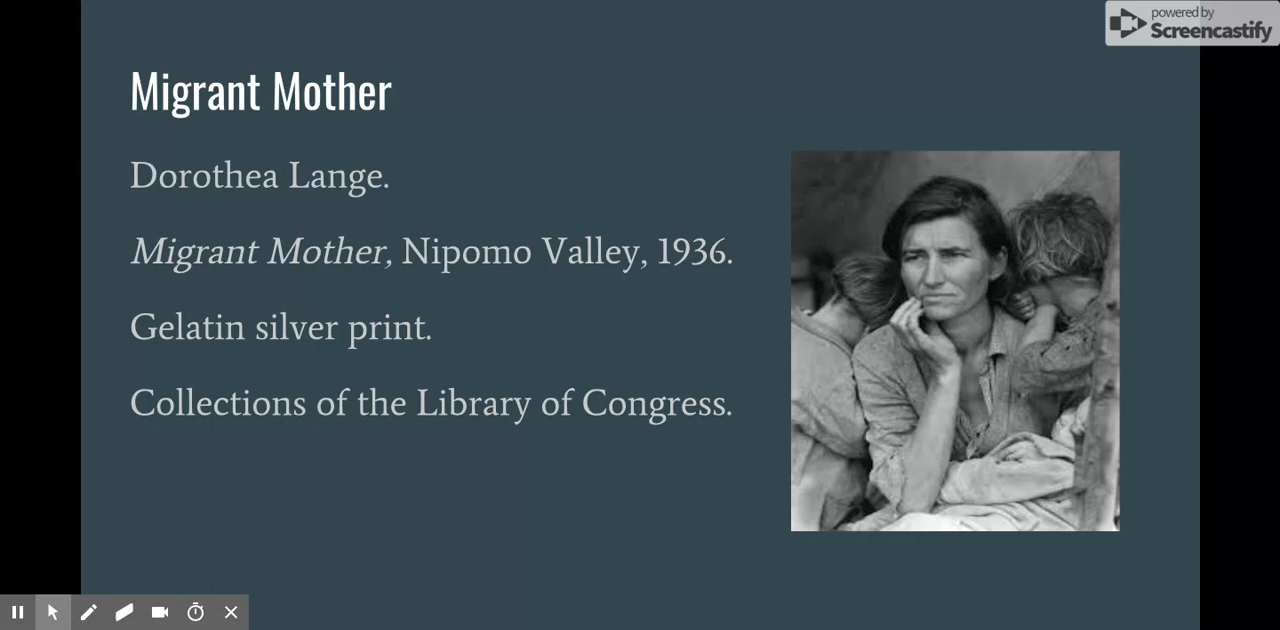 powered by
Screencastify
Migrant Mother
Dorothea Lange.
Migrant Mother, Nipomo Valley, 1936.
Gelatin silver print.
Collections of the Library of Congress.